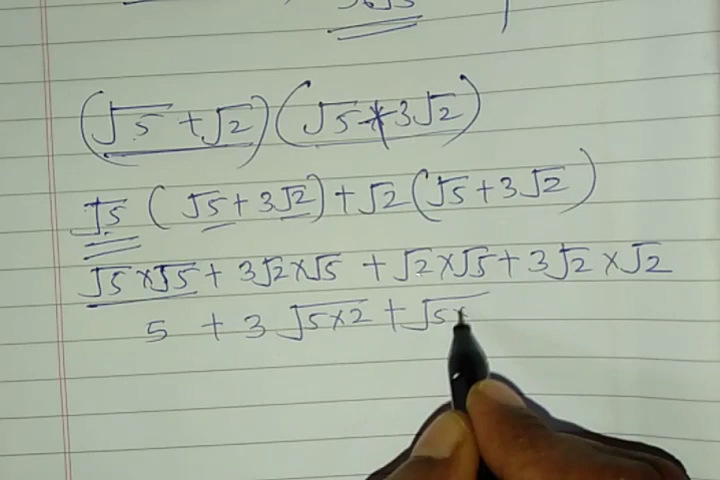 (√5 + √2)(√5 + 3√2)
√5 (√5 + 3√2) + √2 (√5 + 3√2)
√5 × √5 + 3√2 × √5 + √2 × √5 + 3√2 × √2
5 + 3 √5×2 + √5×